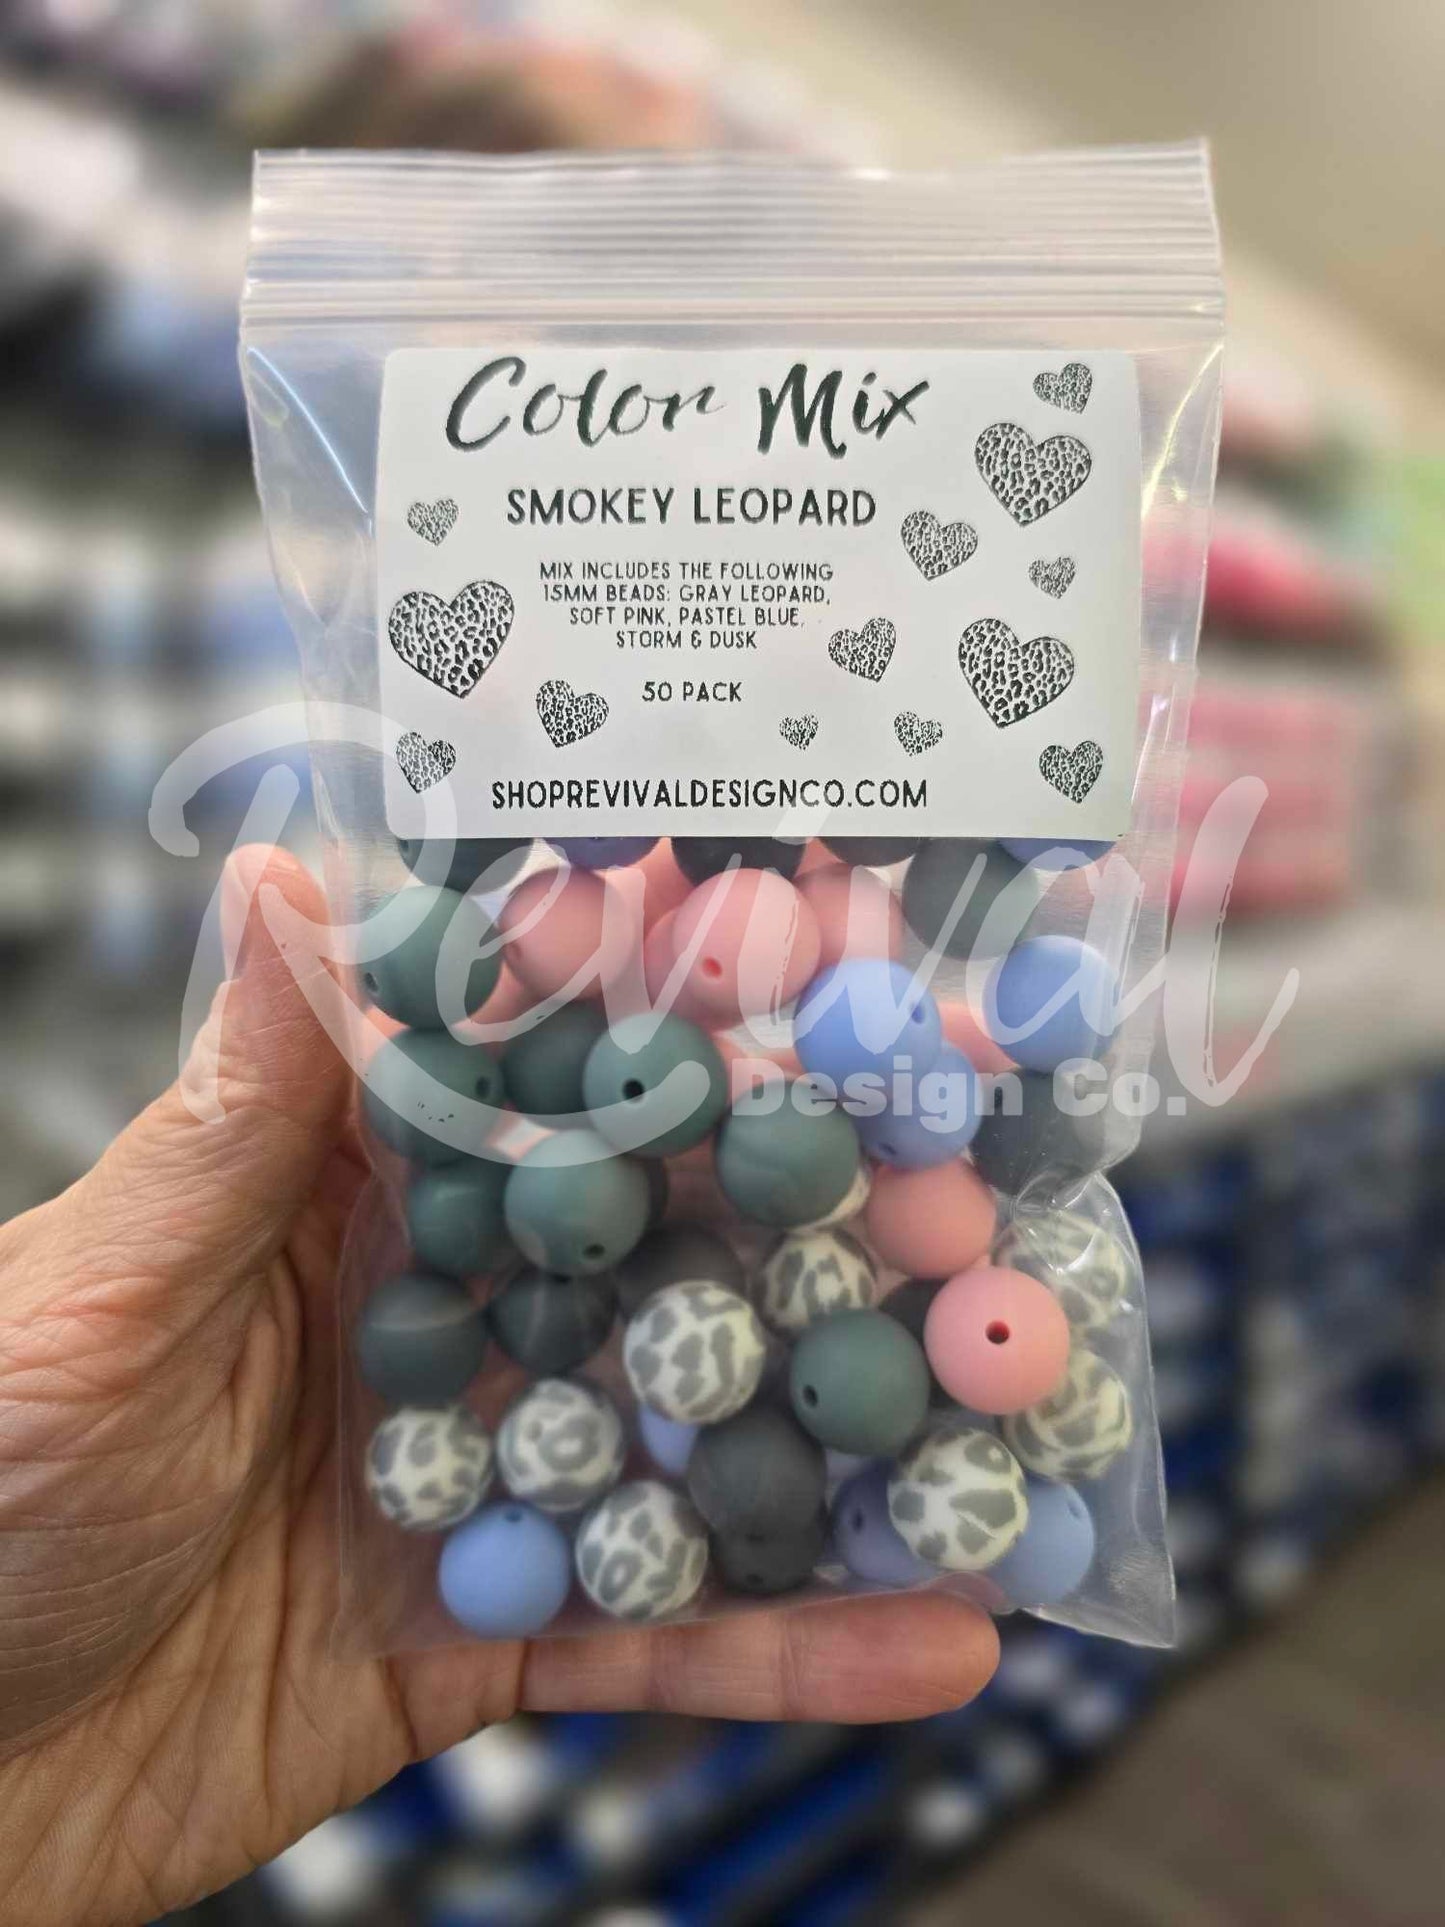 Color Mix
SMOKEY LEOPARD
MIX INCLUDES THE FOLLOWING
15MM BEADS: GRAY LEOPARD,
SOFT PINK, PASTEL BLUE,
STORM & DUSK
50 PACK
SHOPREVIVALDESIGNCO.COM
Revival
Design Co.